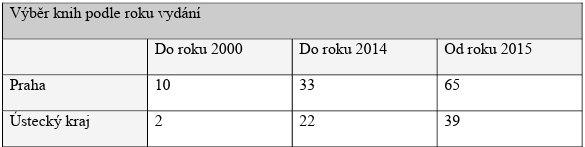 Výběr knih podle roku vydání
Do roku 2000 Do roku 2014 Od roku 2015
Praha 10 33 65
Ústecký kraj 2 22 39